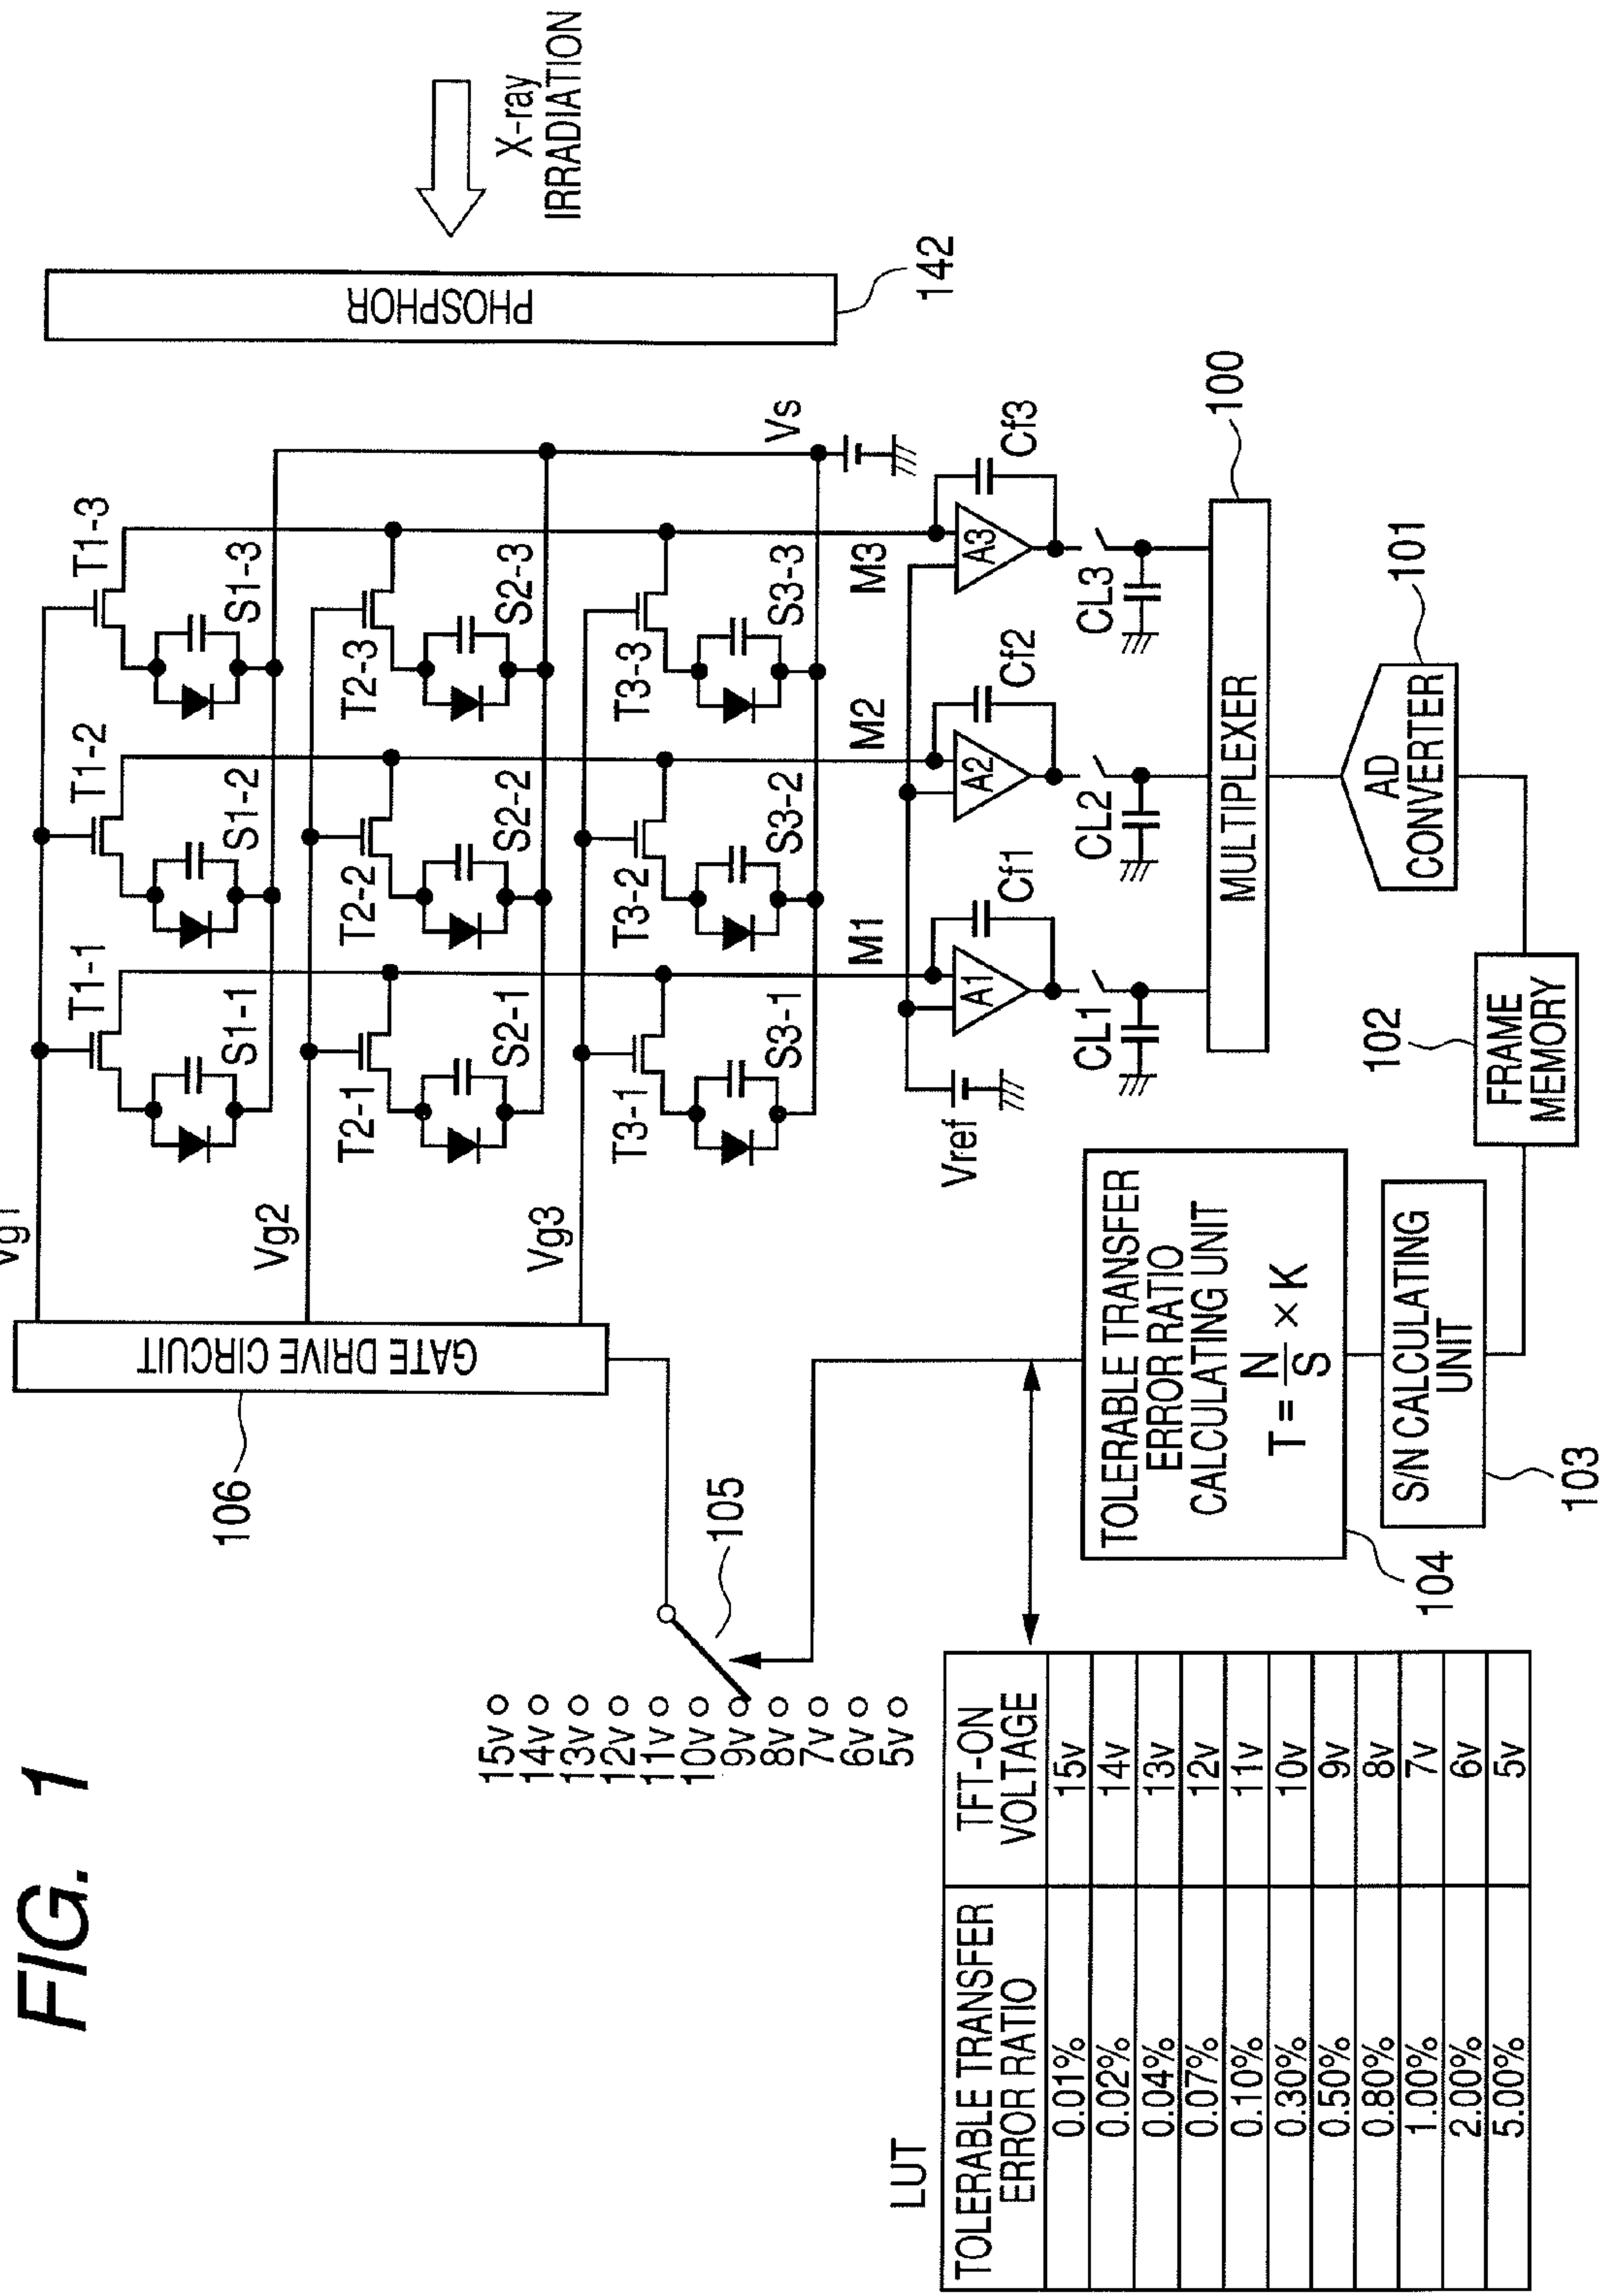 FIG. 1
Vg1
Vg2
Vg3
GATE DRIVE CIRCUIT
106
T1-1
T1-2
T1-3
S1-1
S1-2
S1-3
T2-1
T2-2
T2-3
S2-1
S2-2
S2-3
T3-1
T3-2
T3-3
S3-1
S3-2
S3-3
Vs
PHOSPHOR
142
X-ray
IRRADIATION
M1
M2
M3
Vref
A1
A2
A3
Cf1
Cf2
Cf3
CL1
CL2
CL3
MULTIPLEXER
100
AD
CONVERTER
101
FRAME
MEMORY
102
S/N CALCULATING
UNIT
103
TOLERABLE TRANSFER
ERROR RATIO
CALCULATING UNIT
T = N/S × K
104
105
15v
14v
13v
12v
11v
10v
9v
8v
7v
6v
5v
LUT
TOLERABLE TRANSFER ERROR RATIO TFT-ON VOLTAGE
0.01% 15v
0.02% 14v
0.04% 13v
0.07% 12v
0.10% 11v
0.30% 10v
0.50% 9v
0.80% 8v
1.00% 7v
2.00% 6v
5.00% 5v